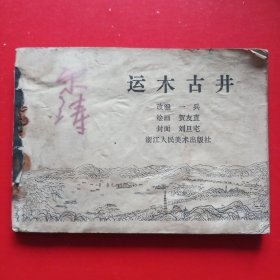 运木古井
改编 一兵
绘画 贺友直
封面 刘旦宅
浙江人民美术出版社